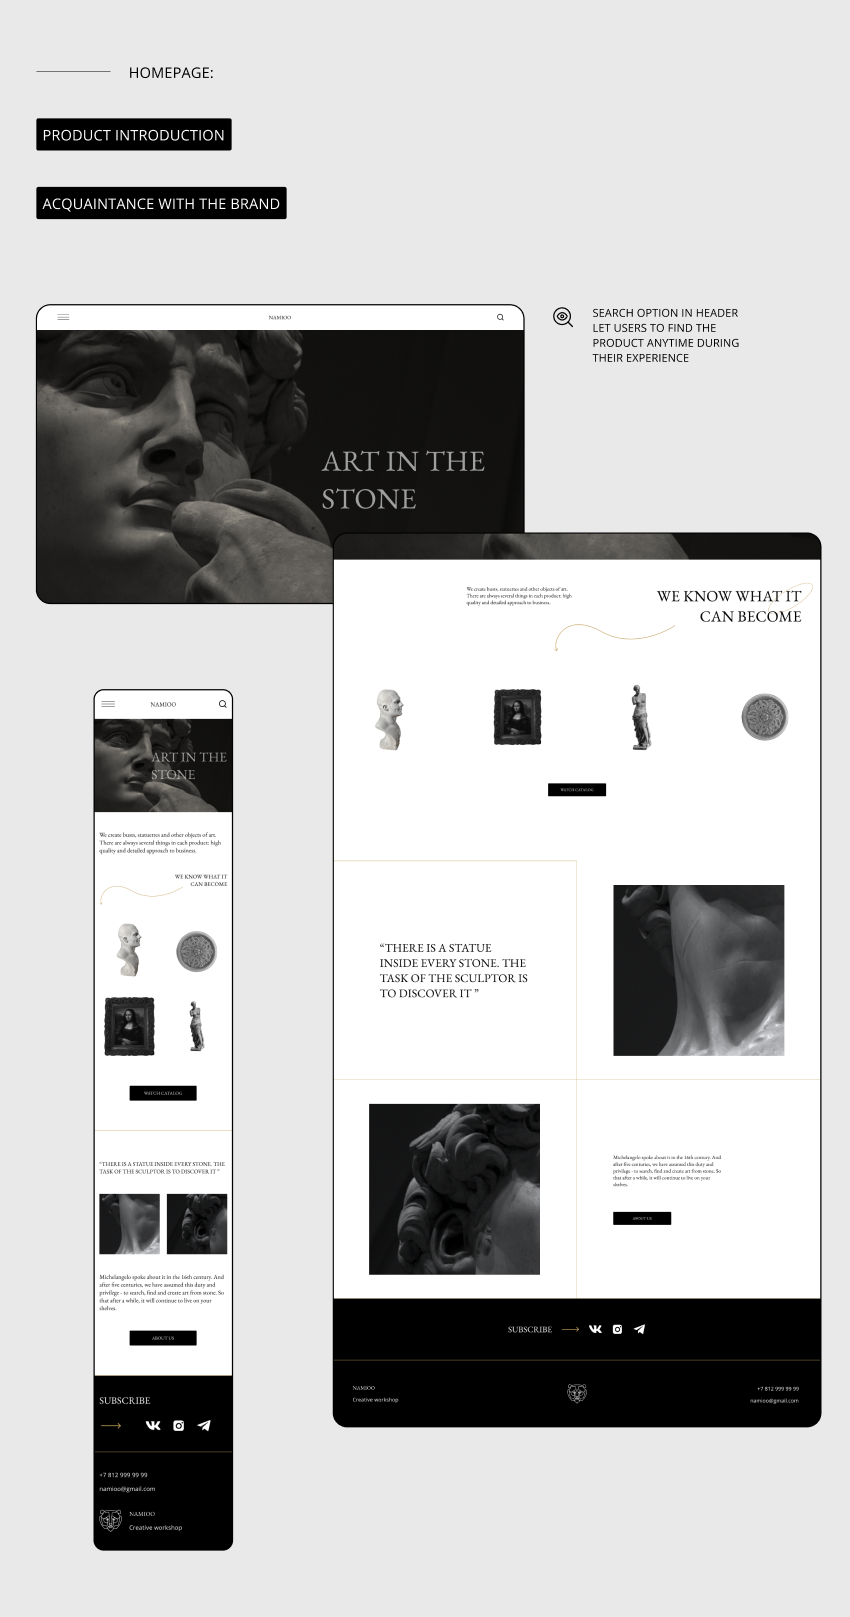 HOMEPAGE:
PRODUCT INTRODUCTION
ACQUAINTANCE WITH THE BRAND
NAMIOO
SEARCH OPTION IN HEADER
LET USERS TO FIND THE
PRODUCT ANYTIME DURING
THEIR EXPERIENCE
ART IN THE
STONE
We create busts, statuettes and other objects of art.
There are always several things in each product: high
quality and detailed approach to business.
WE KNOW WHAT IT
CAN BECOME
WATCH CATALOG
“THERE IS A STATUE
INSIDE EVERY STONE. THE
TASK OF THE SCULPTOR IS
TO DISCOVER IT ”
Michelangelo spoke about it in the 16th century. And
after five centuries, we have assumed this duty and
privilege - to search, find and create art from stone. So
that after a while, it will continue to live on your
shelves.
ABOUT US
SUBSCRIBE
NAMIOO
Creative workshop
+7 812 999 99 99
namioo@gmail.com
NAMIOO
ART IN THE
STONE
We create busts, statuettes and other objects of art.
There are always several things in each product: high
quality and detailed approach to business.
WE KNOW WHAT IT
CAN BECOME
WATCH CATALOG
“THERE IS A STATUE INSIDE EVERY STONE. THE
TASK OF THE SCULPTOR IS TO DISCOVER IT ”
Michelangelo spoke about it in the 16th century. And
after five centuries, we have assumed this duty and
privilege - to search, find and create art from stone. So
that after a while, it will continue to live on your
shelves.
ABOUT US
SUBSCRIBE
+7 812 999 99 99
namioo@gmail.com
NAMIOO
Creative workshop